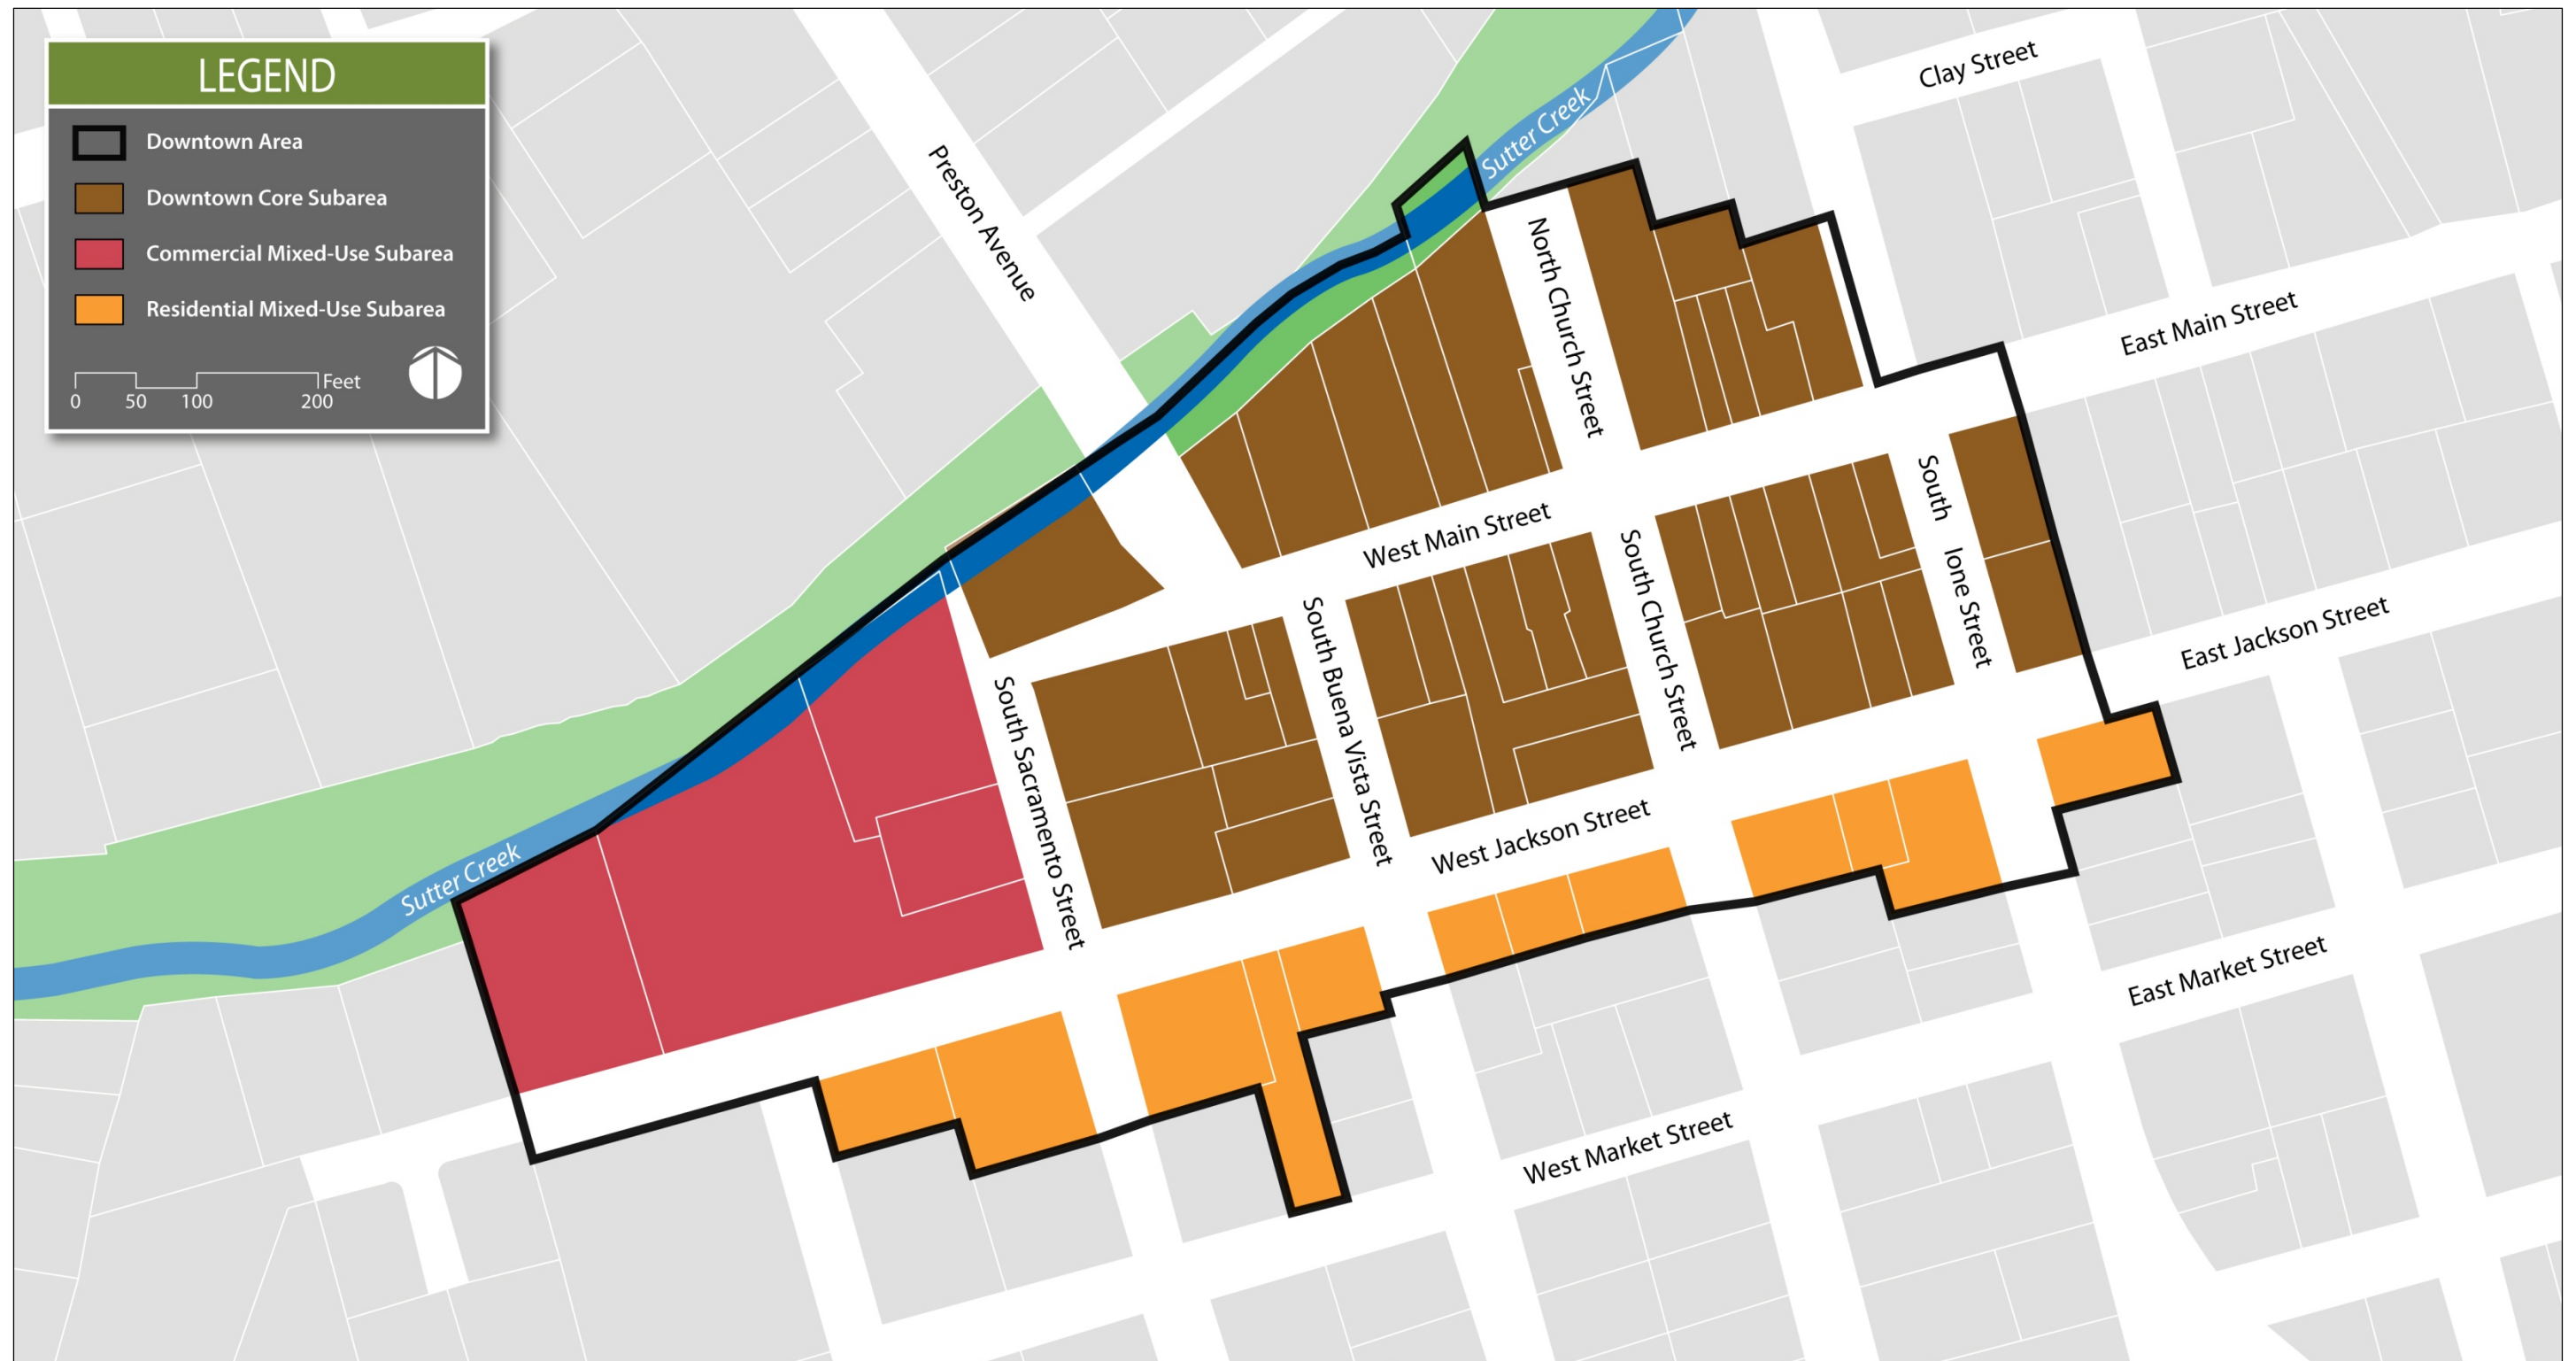 LEGEND
Downtown Area
Downtown Core Subarea
Commercial Mixed-Use Subarea
Residential Mixed-Use Subarea
Feet
0 50 100 200
Clay Street
Sutter Creek
Preston Avenue
North Church Street
East Main Street
West Main Street
South Ione Street
South Church Street
South Buena Vista Street
East Jackson Street
South Sacramento Street
West Jackson Street
Sutter Creek
East Market Street
West Market Street